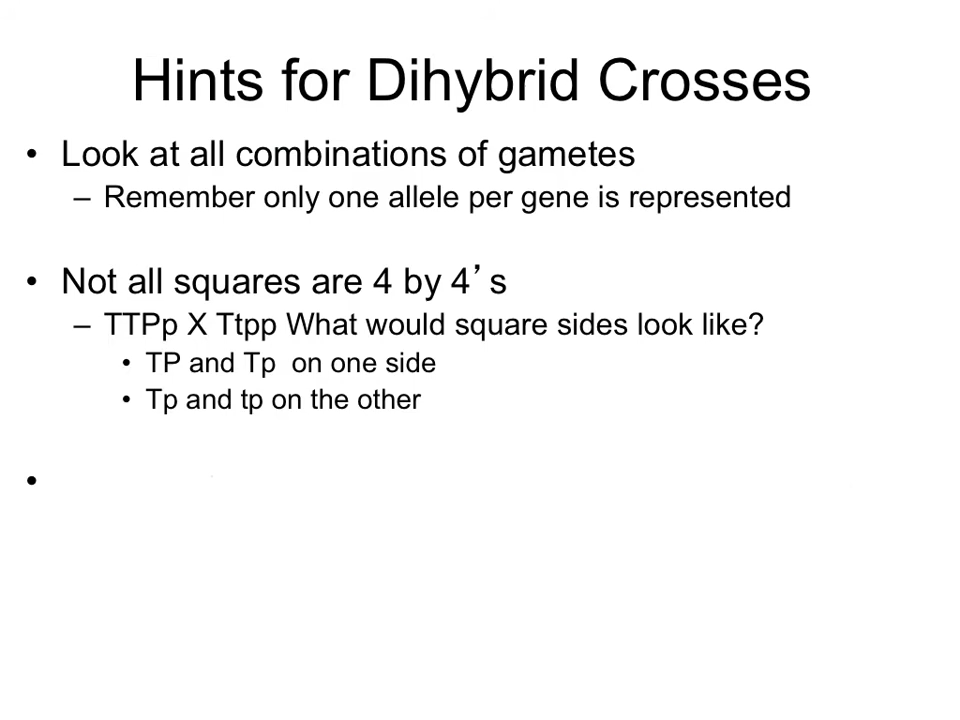 Hints for Dihybrid Crosses
• Look at all combinations of gametes
– Remember only one allele per gene is represented
• Not all squares are 4 by 4’s
– TTPp X Ttpp What would square sides look like?
• TP and Tp on one side
• Tp and tp on the other
•